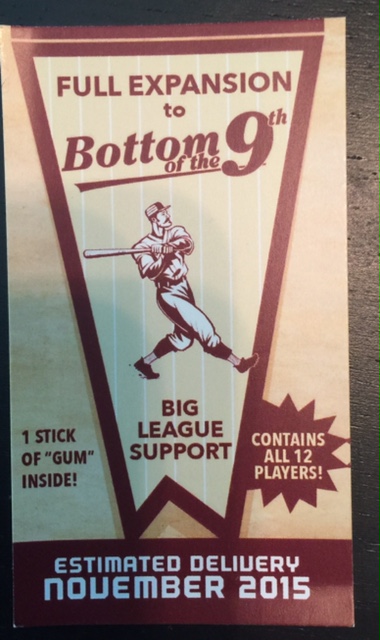 FULL EXPANSION
to
Bottom
of the 9th
BIG
LEAGUE
SUPPORT
1 STICK
OF "GUM"
INSIDE!
CONTAINS
ALL 12
PLAYERS!
ESTIMATED DELIVERY
NOVEMBER 2015